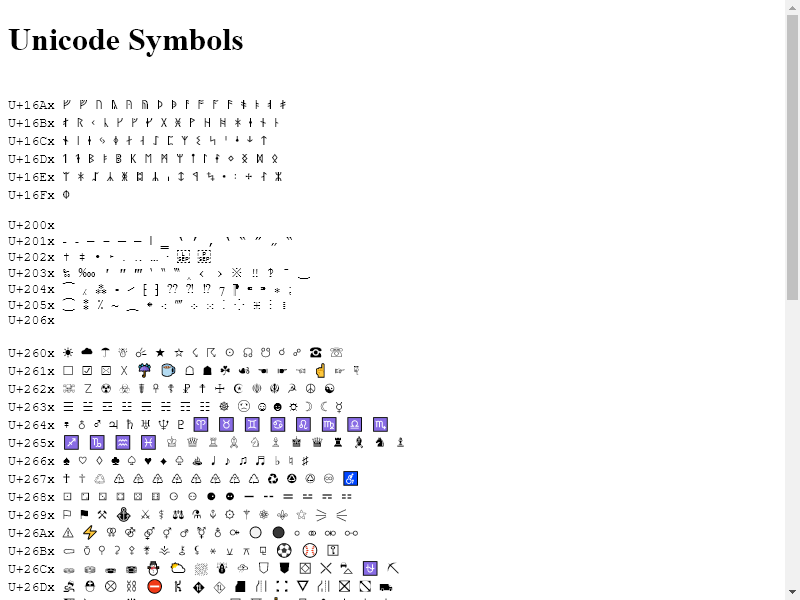 Unicode Symbols
U+16Ax ᚠ ᚡ ᚢ ᚣ ᚤ ᚥ ᚦ ᚧ ᚨ ᚩ ᚪ ᚫ ᚬ ᚭ ᚮ ᚯ
U+16Bx ᚰ ᚱ ᚲ ᚳ ᚴ ᚵ ᚶ ᚷ ᚸ ᚹ ᚺ ᚻ ᚼ ᚽ ᚾ ᚿ
U+16Cx ᛀ ᛁ ᛂ ᛃ ᛄ ᛅ ᛆ ᛇ ᛈ ᛉ ᛊ ᛋ ᛌ ᛍ ᛎ ᛏ
U+16Dx ᛐ ᛑ ᛒ ᛓ ᛔ ᛕ ᛖ ᛗ ᛘ ᛙ ᛚ ᛛ ᛜ ᛝ ᛞ ᛟ
U+16Ex ᛠ ᛡ ᛢ ᛣ ᛤ ᛥ ᛦ ᛧ ᛨ ᛩ ᛪ ᛫ ᛬ ᛭ ᛮ ᛯ
U+16Fx ᛰ
U+200x
U+201x ‐ ‑ ‒ – — ― ‖ ‗ ‘ ’ ‚ ‛ “ ” „ ‟
U+202x † ‡ • ‣ ․ ‥ … ‧
U+203x ‰ ‱ ′ ″ ‴ ‵ ‶ ‷ ‸ ‹ › ※ ‼ ‽ ‾ ‿
U+204x ⁀ ⁁ ⁂ ⁃ ⁄ ⁅ ⁆ ⁇ ⁈ ⁉ ⁊ ⁋ ⁌ ⁍ ⁎ ⁏
U+205x ⁐ ⁑ ⁒ ⁓ ⁔ ⁕ ⁖ ⁗ ⁘ ⁙ ⁚ ⁛ ⁜ ⁝ ⁞
U+206x
U+260x ☀ ☁ ☂ ☃ ☄ ★ ☆ ☇ ☈ ☉ ☊ ☋ ☌ ☍ ☎ ☏
U+261x ☐ ☑ ☒ ☓ ☔ ☕ ☖ ☗ ☘ ☙ ☚ ☛ ☜ ☝ ☞ ☟
U+262x ☠ ☡ ☢ ☣ ☤ ☥ ☦ ☧ ☨ ☩ ☪ ☫ ☬ ☭ ☮ ☯
U+263x ☰ ☱ ☲ ☳ ☴ ☵ ☶ ☷ ☸ ☹ ☺ ☻ ☼ ☽ ☾ ☿
U+264x ♀ ♁ ♂ ♃ ♄ ♅ ♆ ♇ ♈ ♉ ♊ ♋ ♌ ♍ ♎ ♏
U+265x ♐ ♑ ♒ ♓ ♔ ♕ ♖ ♗ ♘ ♙ ♚ ♛ ♜ ♝ ♞ ♟
U+266x ♠ ♡ ♢ ♣ ♤ ♥ ♦ ♧ ♨ ♩ ♪ ♫ ♬ ♭ ♮ ♯
U+267x ♰ ♱ ♲ ♳ ♴ ♵ ♶ ♷ ♸ ♹ ♺ ♻ ♼ ♽ ♾ ♿
U+268x ⚀ ⚁ ⚂ ⚃ ⚄ ⚅ ⚆ ⚇ ⚈ ⚉ ⚊ ⚋ ⚌ ⚍ ⚎ ⚏
U+269x ⚐ ⚑ ⚒ ⚓ ⚔ ⚕ ⚖ ⚗ ⚘ ⚙ ⚚ ⚛ ⚜ ⚝ ⚞ ⚟
U+26Ax ⚠ ⚡ ⚢ ⚣ ⚤ ⚥ ⚦ ⚧ ⚨ ⚩ ⚪ ⚫ ⚬ ⚭ ⚮ ⚯
U+26Bx ⚰ ⚱ ⚲ ⚳ ⚴ ⚵ ⚶ ⚷ ⚸ ⚹ ⚺ ⚻ ⚼ ⚽ ⚾ ⚿
U+26Cx ⛀ ⛁ ⛂ ⛃ ⛄ ⛅ ⛆ ⛇ ⛈ ⛉ ⛊ ⛋ ⛌ ⛍ ⛎ ⛏
U+26Dx ⛐ ⛑ ⛒ ⛓ ⛔ ⛕ ⛖ ⛗ ⛘ ⛙ ⛚ ⛛ ⛜ ⛝ ⛞ ⛟